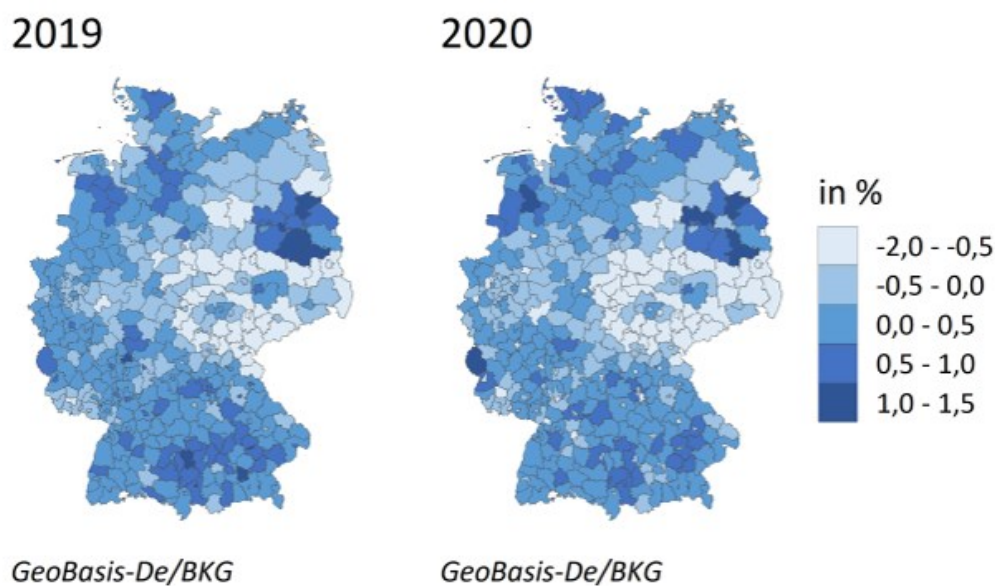 2019
2020
in %
-2,0 - -0,5
-0,5 - 0,0
0,0 - 0,5
0,5 - 1,0
1,0 - 1,5
GeoBasis-De/BKG
GeoBasis-De/BKG